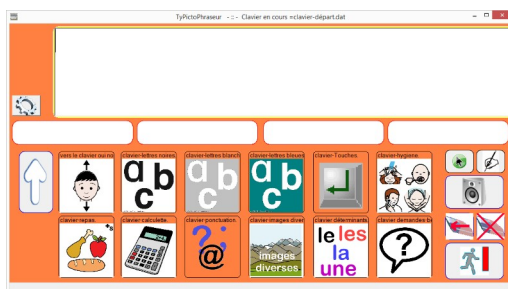 TyPictoPhraseur - :: - Clavier en cours =clavier-départ.dat
vers le clavier oui
clavier-lettres noires
clavier-lettres blanch
clavier-lettres bleues
clavier-Touches.
clavier-hygiene.
a b c
a b c
a b c
clavier-repas.
clavier calculette.
clavier ponctuation.
clavier-images diver
clavier déterminants
clavier demandes-b
*s
? ; @
images
diverses
le les
la
une
?